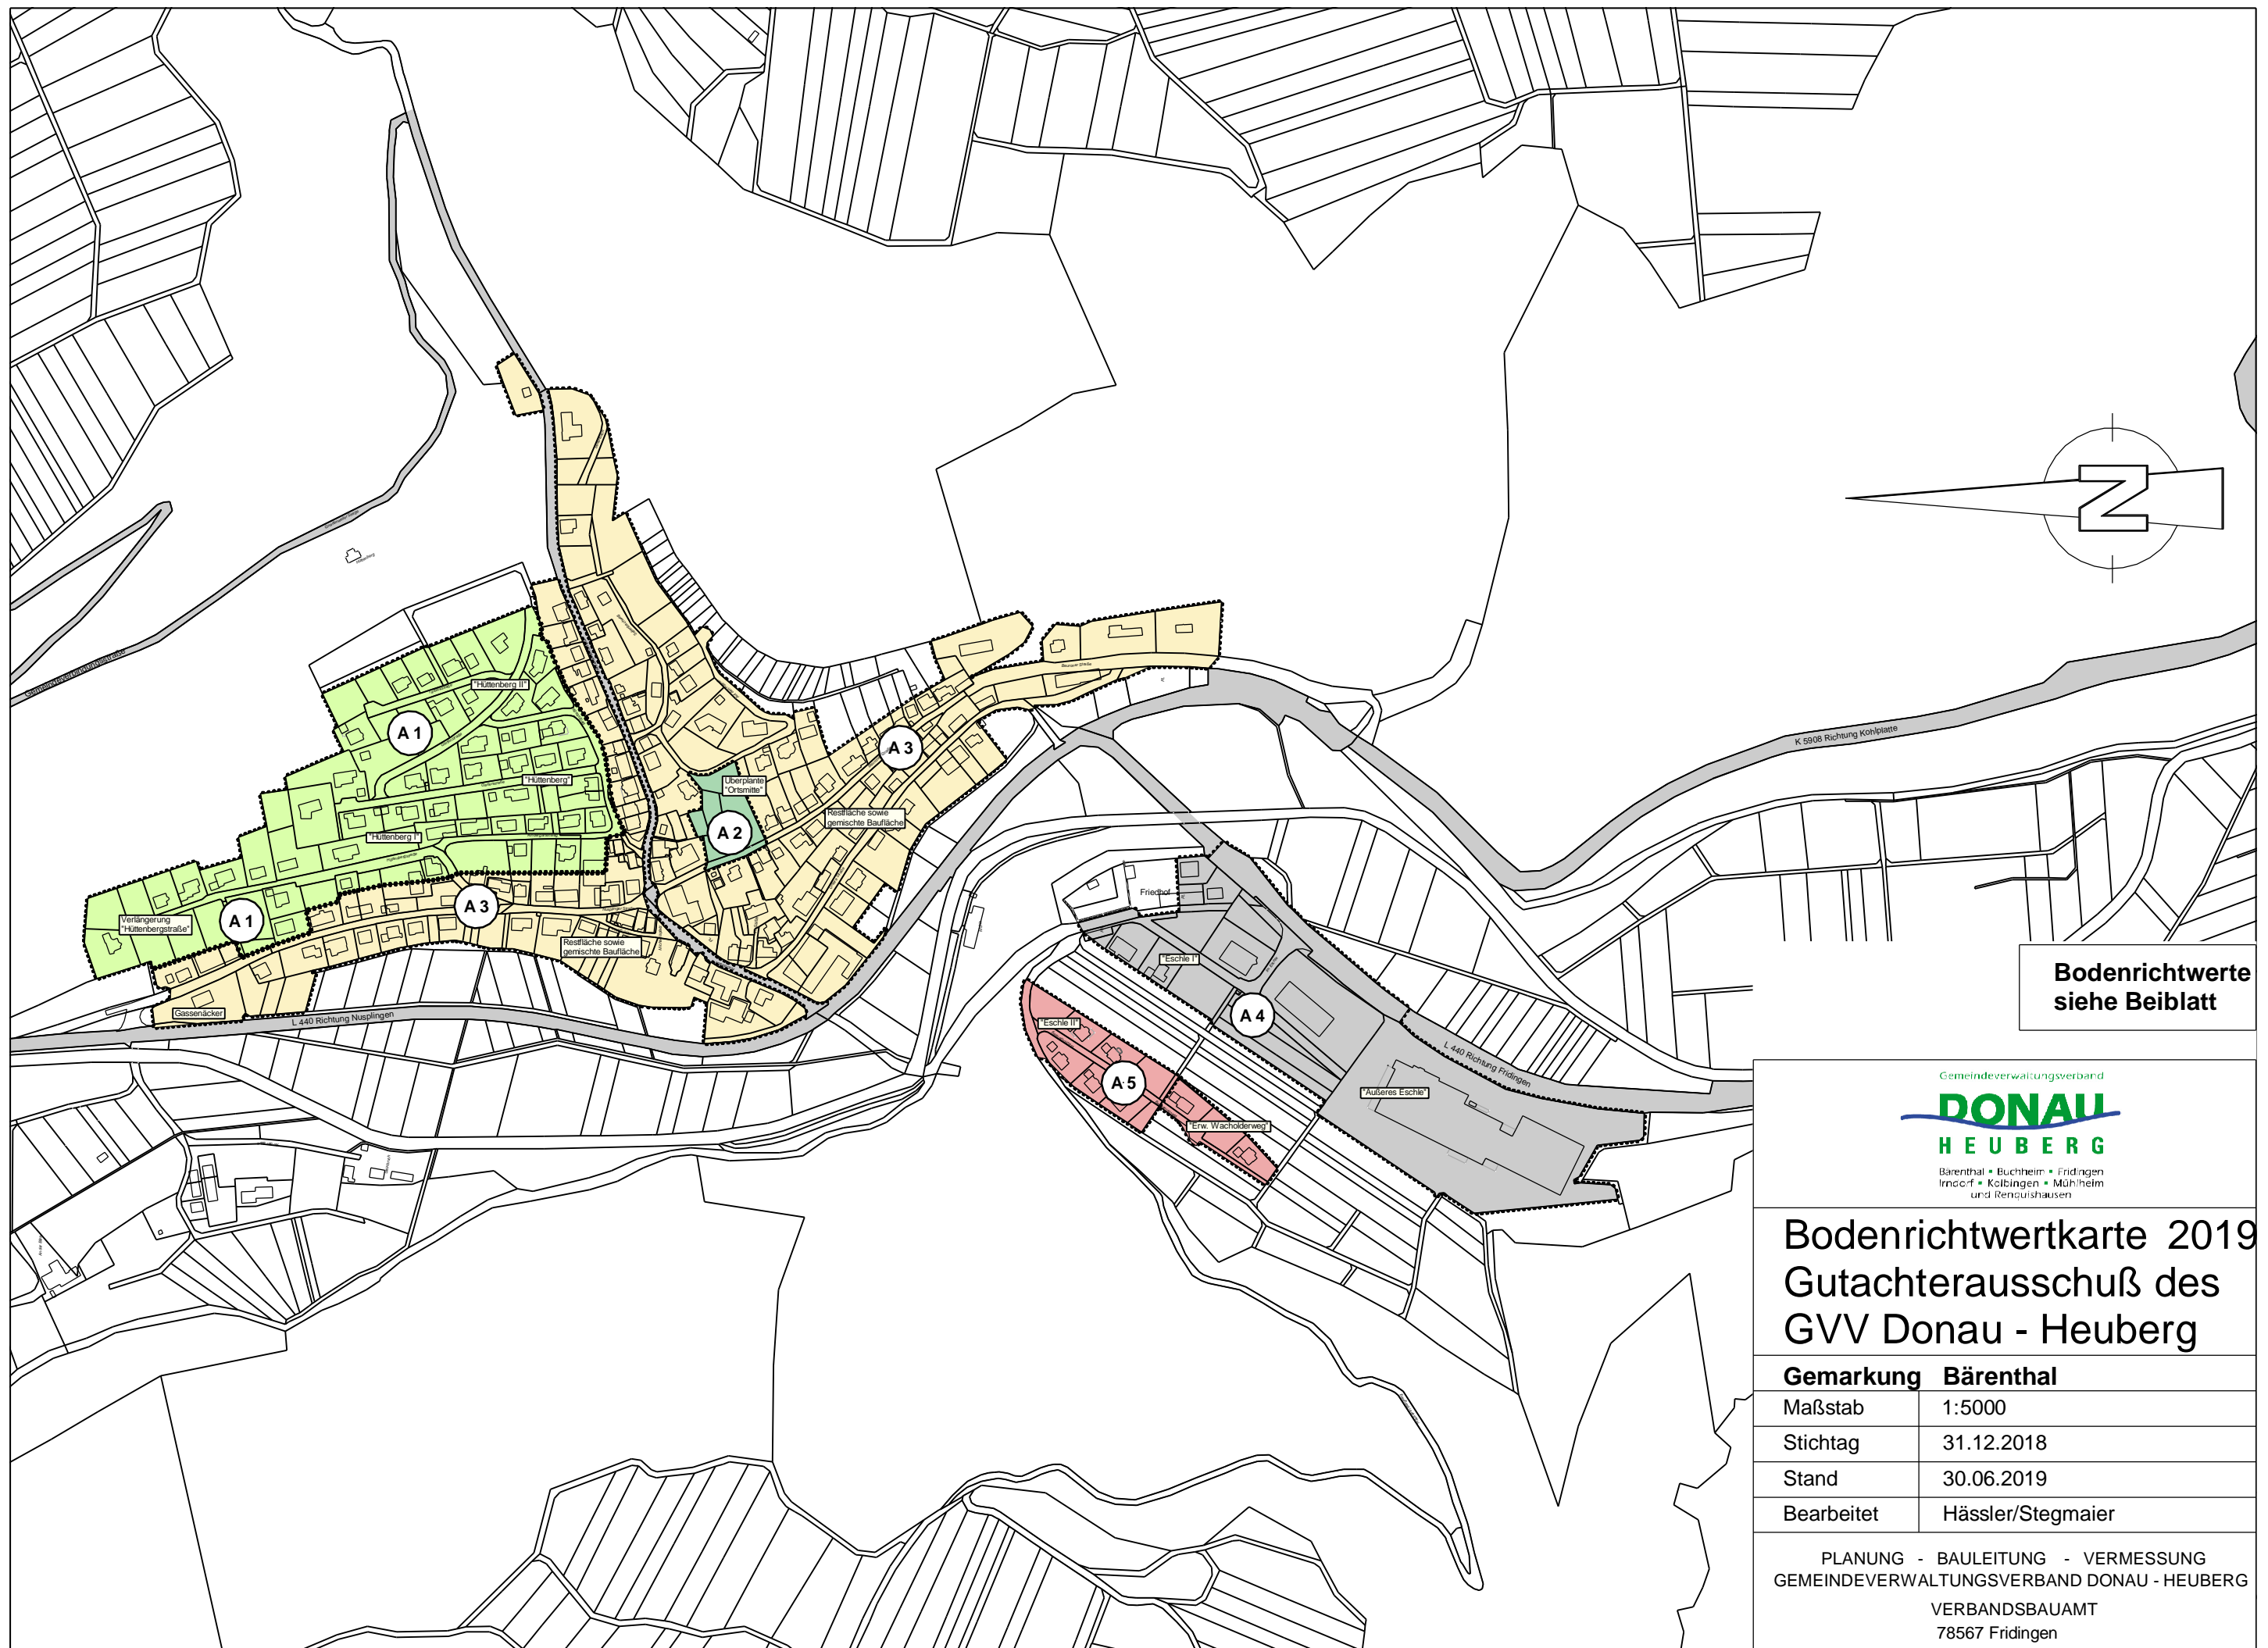 "Hüttenberg II"
A 1
"Hüttenberg"
"Hüttenberg I"
Verlängerung
"Hüttenbergstraße"
A 1
A 3
Gassenäcker
L 440 Richtung Nusplingen
Restfläche sowie
gemischte Baufläche
Überplante
"Ortsmitte"
A 2
A 3
Restfläche sowie
gemischte Baufläche
Gemeindeverbindungsstraße
K 5908 Richtung Kohlplatte
N
Friedhof
"Eschle I"
A 4
"Eschle II"
A 5
"Erw. Wacholderweg"
"Äußeres Eschle"
L 440 Richtung Fridingen
Bodenrichtwerte
siehe Beiblatt
Gemeindeverwaltungsverband
DONAU
HEUBERG
Bärenthal ▪ Buchheim ▪ Fridingen
Irndorf ▪ Kolbingen ▪ Mühlheim
und Renquishausen
Bodenrichtwertkarte 2019
Gutachterausschuß des
GVV Donau - Heuberg
Gemarkung Bärenthal
Maßstab 1:5000
Stichtag 31.12.2018
Stand 30.06.2019
Bearbeitet Hässler/Stegmaier
PLANUNG - BAULEITUNG - VERMESSUNG
GEMEINDEVERWALTUNGSVERBAND DONAU - HEUBERG
VERBANDSBAUAMT
78567 Fridingen